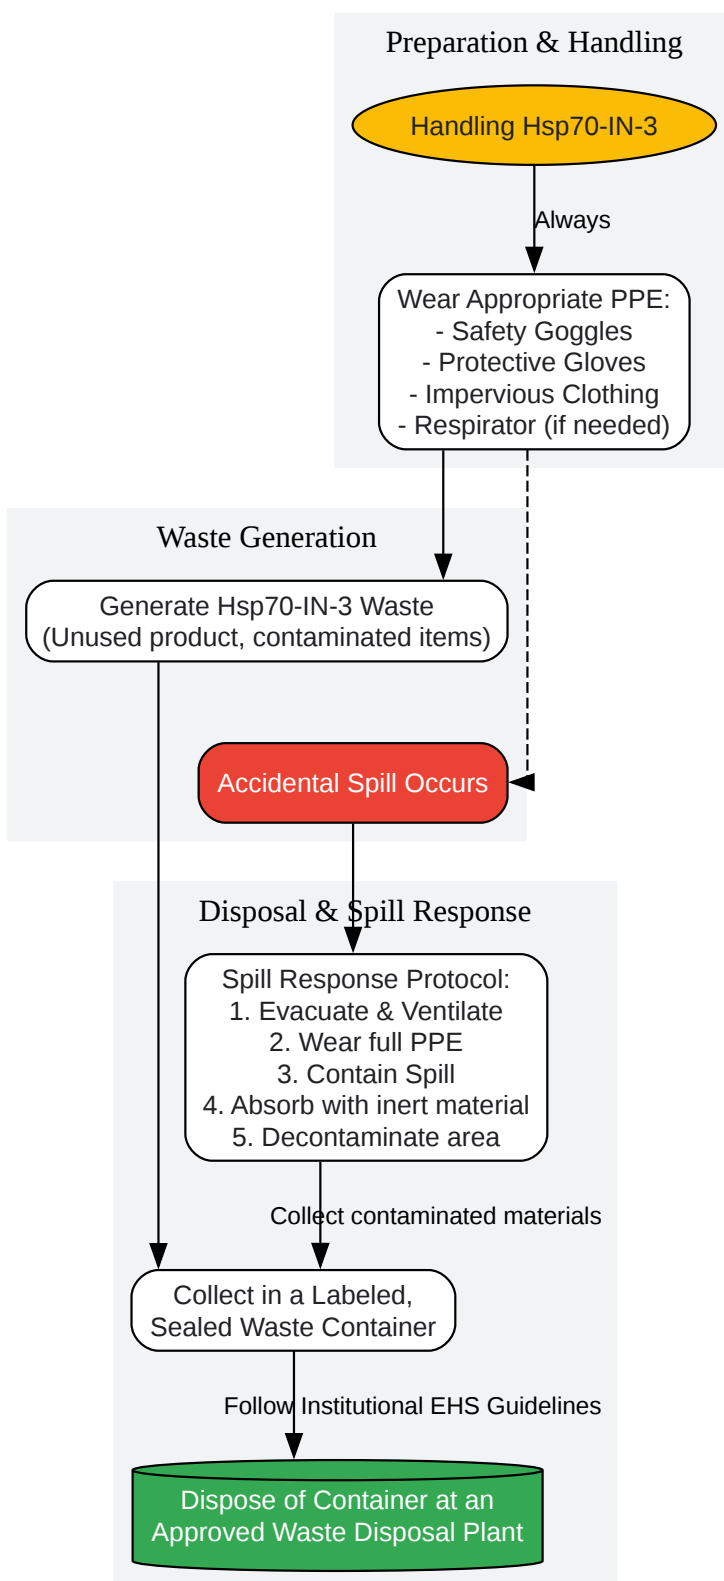 Preparation & Handling
Handling Hsp70-IN-3
Always
Wear Appropriate PPE:
- Safety Goggles
- Protective Gloves
- Impervious Clothing
- Respirator (if needed)
Waste Generation
Generate Hsp70-IN-3 Waste
(Unused product, contaminated items)
Accidental Spill Occurs
Disposal & Spill Response
Spill Response Protocol:
1. Evacuate & Ventilate
2. Wear full PPE
3. Contain Spill
4. Absorb with inert material
5. Decontaminate area
Collect contaminated materials
Collect in a Labeled,
Sealed Waste Container
Follow Institutional EHS Guidelines
Dispose of Container at an
Approved Waste Disposal Plant